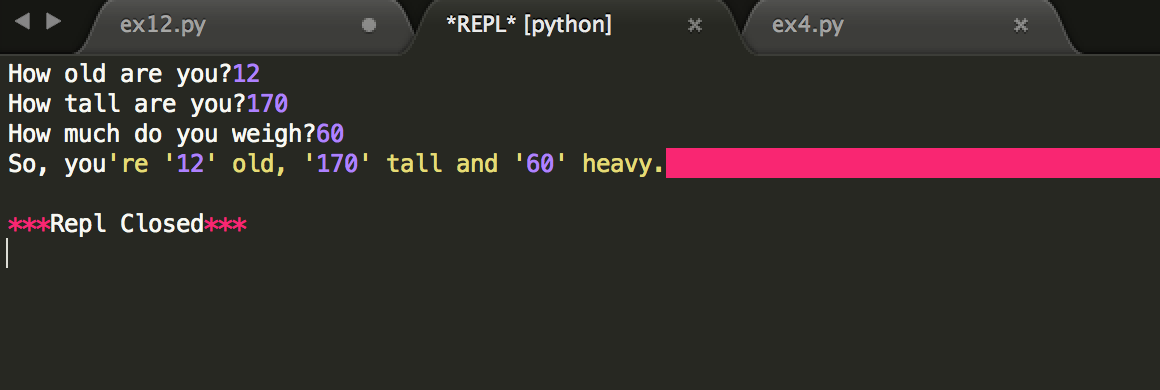 ex12.py
*REPL* [python]
ex4.py
How old are you?12
How tall are you?170
How much do you weigh?60
So, you're '12' old, '170' tall and '60' heavy.
***Repl Closed***